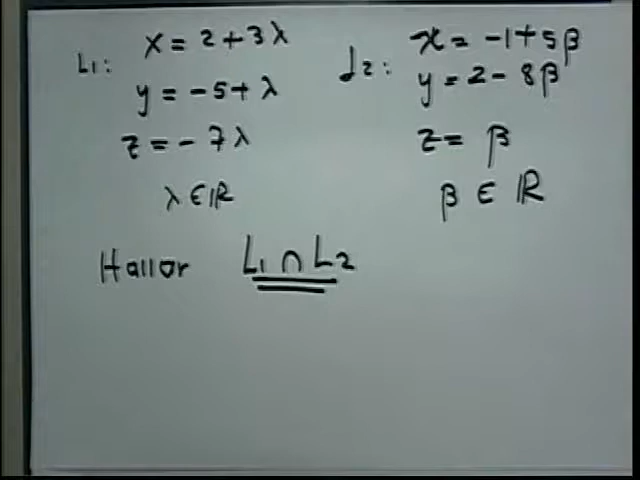 L1: x = 2 + 3λ
y = -5 + λ
z = - 7λ
λ ∈ ℝ
L2: x = -1 + 5β
y = 2 - 8β
z = β
β ∈ ℝ
Hallar L1 ∩ L2